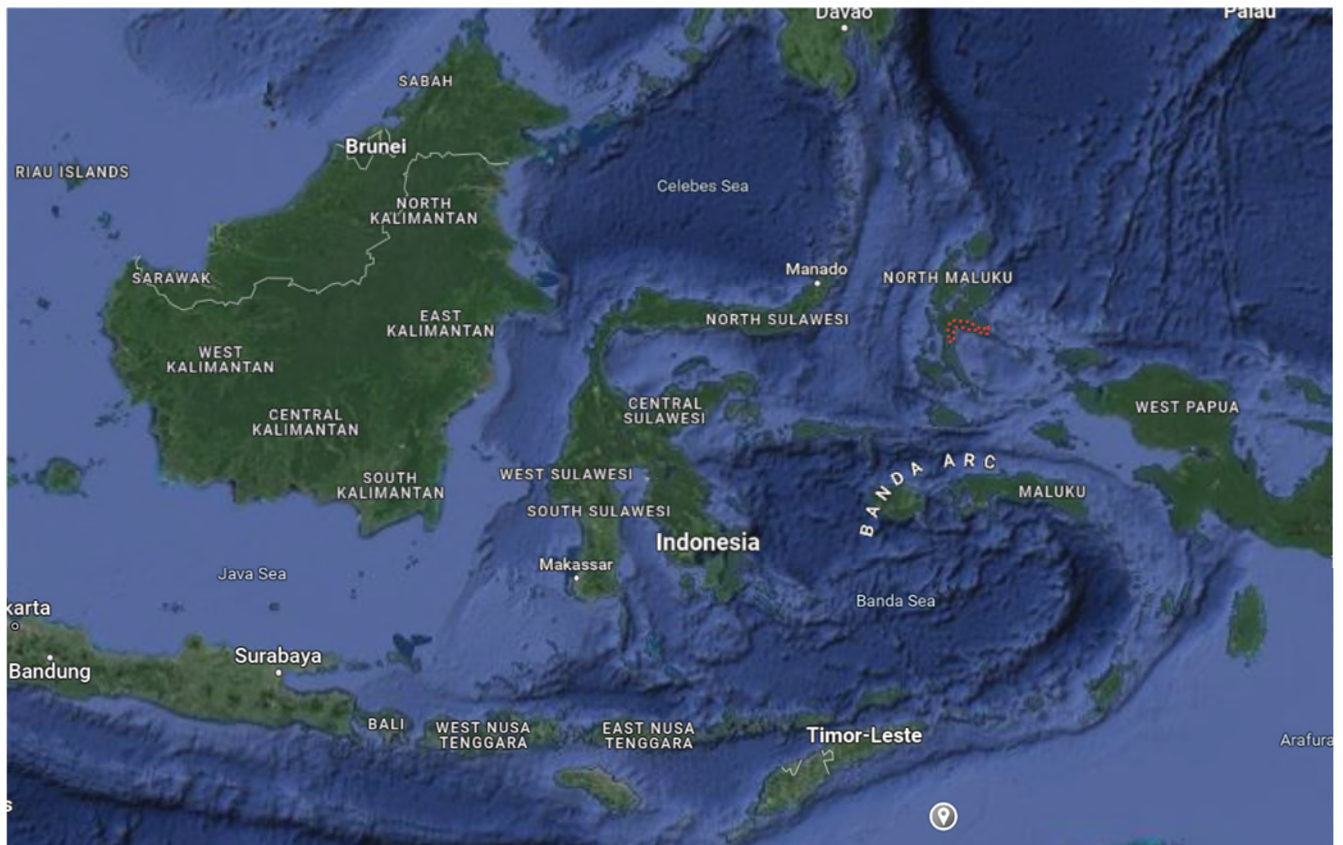 Davao
Palau
SABAH
Brunei
RIAU ISLANDS
Celebes Sea
NORTH
KALIMANTAN
SARAWAK
Manado
NORTH MALUKU
EAST
KALIMANTAN
NORTH SULAWESI
WEST
KALIMANTAN
CENTRAL
SULAWESI
WEST PAPUA
CENTRAL
KALIMANTAN
BANDA ARC
WEST SULAWESI
SOUTH
KALIMANTAN
MALUKU
SOUTH SULAWESI
Indonesia
Makassar
Java Sea
Banda Sea
karta
Surabaya
Bandung
BALI
WEST NUSA
TENGGARA
EAST NUSA
TENGGARA
Timor-Leste
Arafura
s